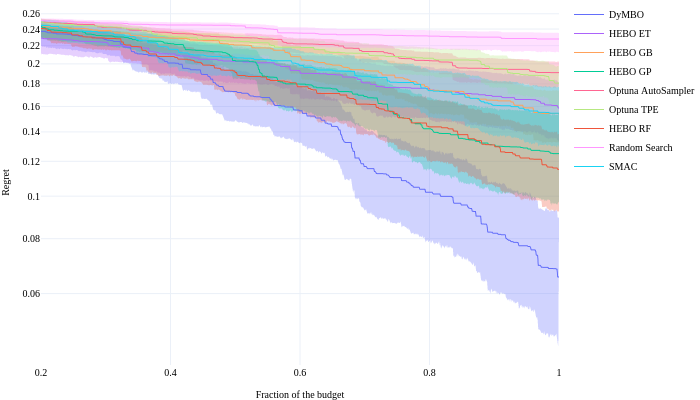 0.26
0.24
0.22
0.2
0.18
0.16
0.14
0.12
0.1
0.08
0.06
Regret
0.2
0.4
0.6
0.8
1
Fraction of the budget
DyMBO
HEBO ET
HEBO GB
HEBO GP
Optuna AutoSampler
Optuna TPE
HEBO RF
Random Search
SMAC